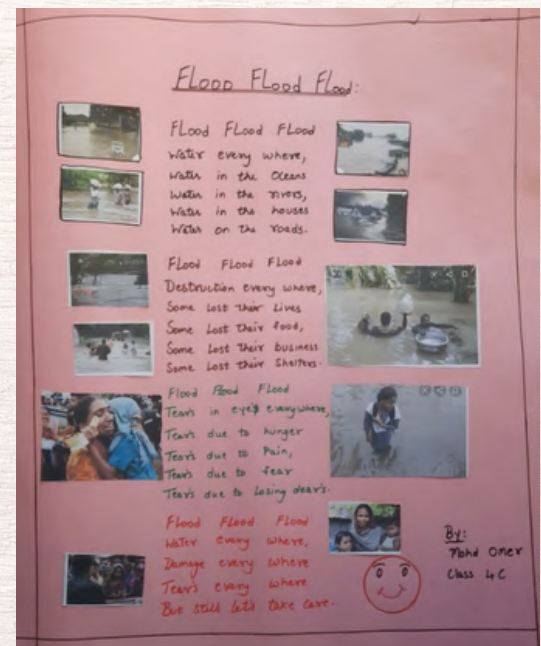 Flood Flood Flood:
Flood Flood Flood
Water every where,
Water in the Oceans
Water in the rivers,
Water in the houses
Water on the roads.
Flood Flood Flood
Destruction every where,
Some Lost their Lives
Some Lost their food,
Some Lost their business
Some Lost their Shelters.
Flood Flood Flood
Tears in eye's everywhere,
Tears due to hunger
Tears due to Pain,
Tears due to fear
Tears due to Losing dear's.
Flood Flood Flood
Water every where,
Damage every where
Tears every where
But still let's take care.
By:
Mohd Omer
Class 4C